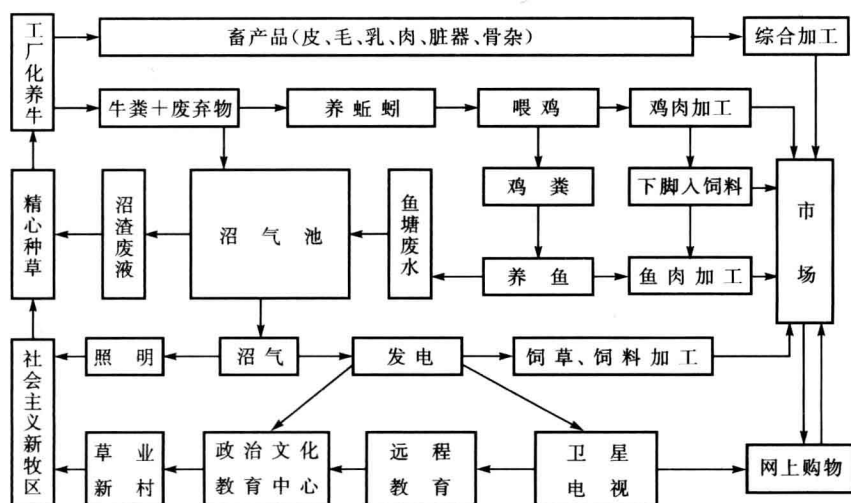 工厂化养牛
畜产品(皮、毛、乳、肉、脏器、骨杂)
综合加工
牛粪+废弃物
养蚯蚓
喂鸡
鸡肉加工
精心种草
沼渣废液
沼气池
鱼塘废水
鸡粪
下脚入饲料
市场
养鱼
鱼肉加工
社会主义新牧区
照明
沼气
发电
饲草、饲料加工
草业
新村
政治文化
教育中心
远程
教育
卫星
电视
网上购物